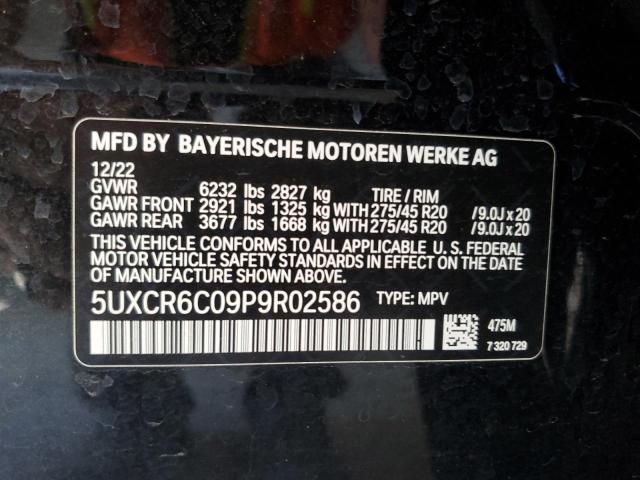 MFD BY BAYERISCHE MOTOREN WERKE AG
12/22
GVWR 6232 lbs 2827 kg TIRE / RIM
GAWR FRONT 2921 lbs 1325 kg WITH 275/45 R20 /9.0J x 20
GAWR REAR 3677 lbs 1668 kg WITH 275/45 R20 /9.0J x 20
THIS VEHICLE CONFORMS TO ALL APPLICABLE U.S. FEDERAL
MOTOR VEHICLE SAFETY STANDARDS IN EFFECT ON THE DATE
OF MANUFACTURE SHOWN ABOVE.
5UXCR6C09P9R02586 TYPE: MPV
475M
7 320 729